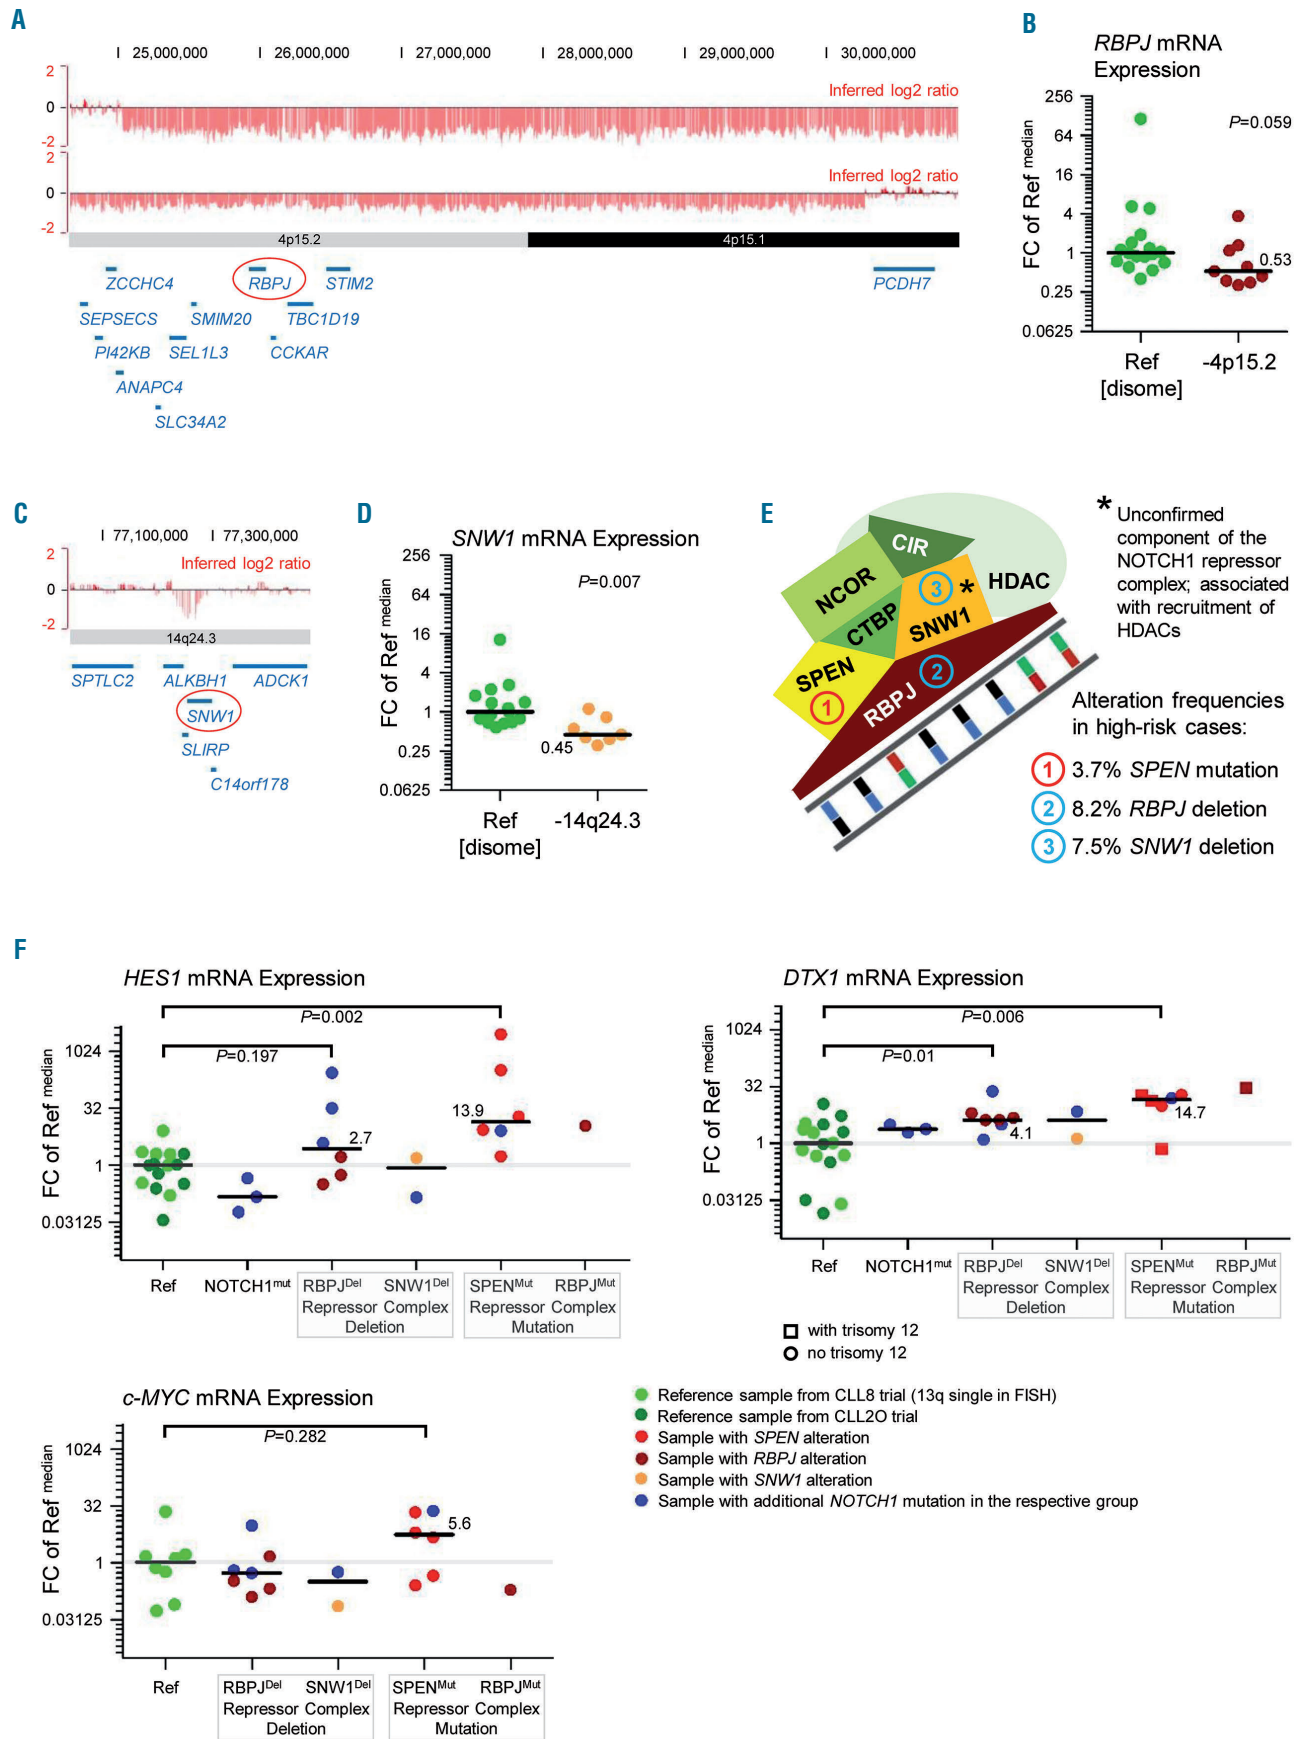 A
25,000,000 26,000,000 27,000,000 28,000,000 29,000,000 30,000,000
2
0
-2
Inferred log2 ratio
2
0
-2
Inferred log2 ratio
4p15.2 4p15.1
ZCCHC4 RBPJ STIM2 PCDH7
SEPSECS SMIM20 TBC1D19
PI42KB SEL1L3 CCKAR
ANAPC4
SLC34A2
B
RBPJ mRNA
Expression
P=0.059
FC of Ref median
256
64
16
4
1
0.25
0.0625
0.53
Ref
[disome]
-4p15.2
C
77,100,000 77,300,000
2
0
-2
Inferred log2 ratio
14q24.3
SPTLC2 ALKBH1 ADCK1
SNW1
SLIRP
C14orf178
D
SNW1 mRNA Expression
P=0.007
FC of Ref median
256
64
16
4
1
0.25
0.0625
0.45
Ref
[disome]
-14q24.3
E
CIR
NCOR
HDAC
CTBP
3 *
SNW1
SPEN
1
RBPJ
2
* Unconfirmed
component of the
NOTCH1 repressor
complex; associated
with recruitment of
HDACs
Alteration frequencies
in high-risk cases:
1 3.7% SPEN mutation
2 8.2% RBPJ deletion
3 7.5% SNW1 deletion
F
HES1 mRNA Expression
P=0.002
P=0.197
FC of Ref median
1024
32
1
0.03125
2.7
13.9
Ref
NOTCH1mut
RBPJDel SNW1Del
Repressor Complex
Deletion
SPENMut RBPJMut
Repressor Complex
Mutation
DTX1 mRNA Expression
P=0.006
P=0.01
FC of Ref median
1024
32
1
0.03125
4.1
14.7
Ref
NOTCH1mut
RBPJDel SNW1Del
Repressor Complex
Deletion
SPENMut RBPJMut
Repressor Complex
Mutation
with trisomy 12
no trisomy 12
c-MYC mRNA Expression
P=0.282
FC of Ref median
1024
32
1
0.03125
5.6
Ref
RBPJDel SNW1Del
Repressor Complex
Deletion
SPENMut RBPJMut
Repressor Complex
Mutation
Reference sample from CLL8 trial (13q single in FISH)
Reference sample from CLL2O trial
Sample with SPEN alteration
Sample with RBPJ alteration
Sample with SNW1 alteration
Sample with additional NOTCH1 mutation in the respective group